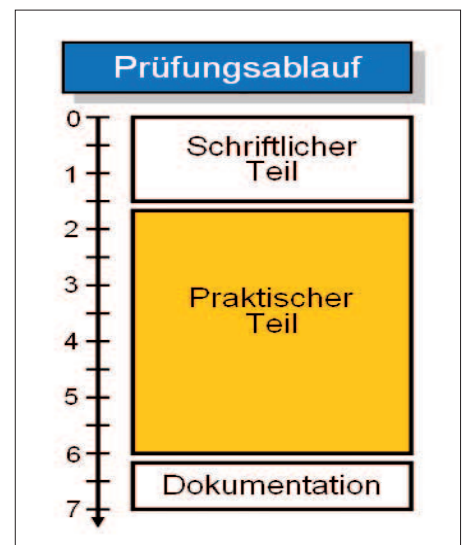 Prüfungsablauf
0
Schriftlicher
1
Teil
2
3
Praktischer
Teil
4
5
6
Dokumentation
7